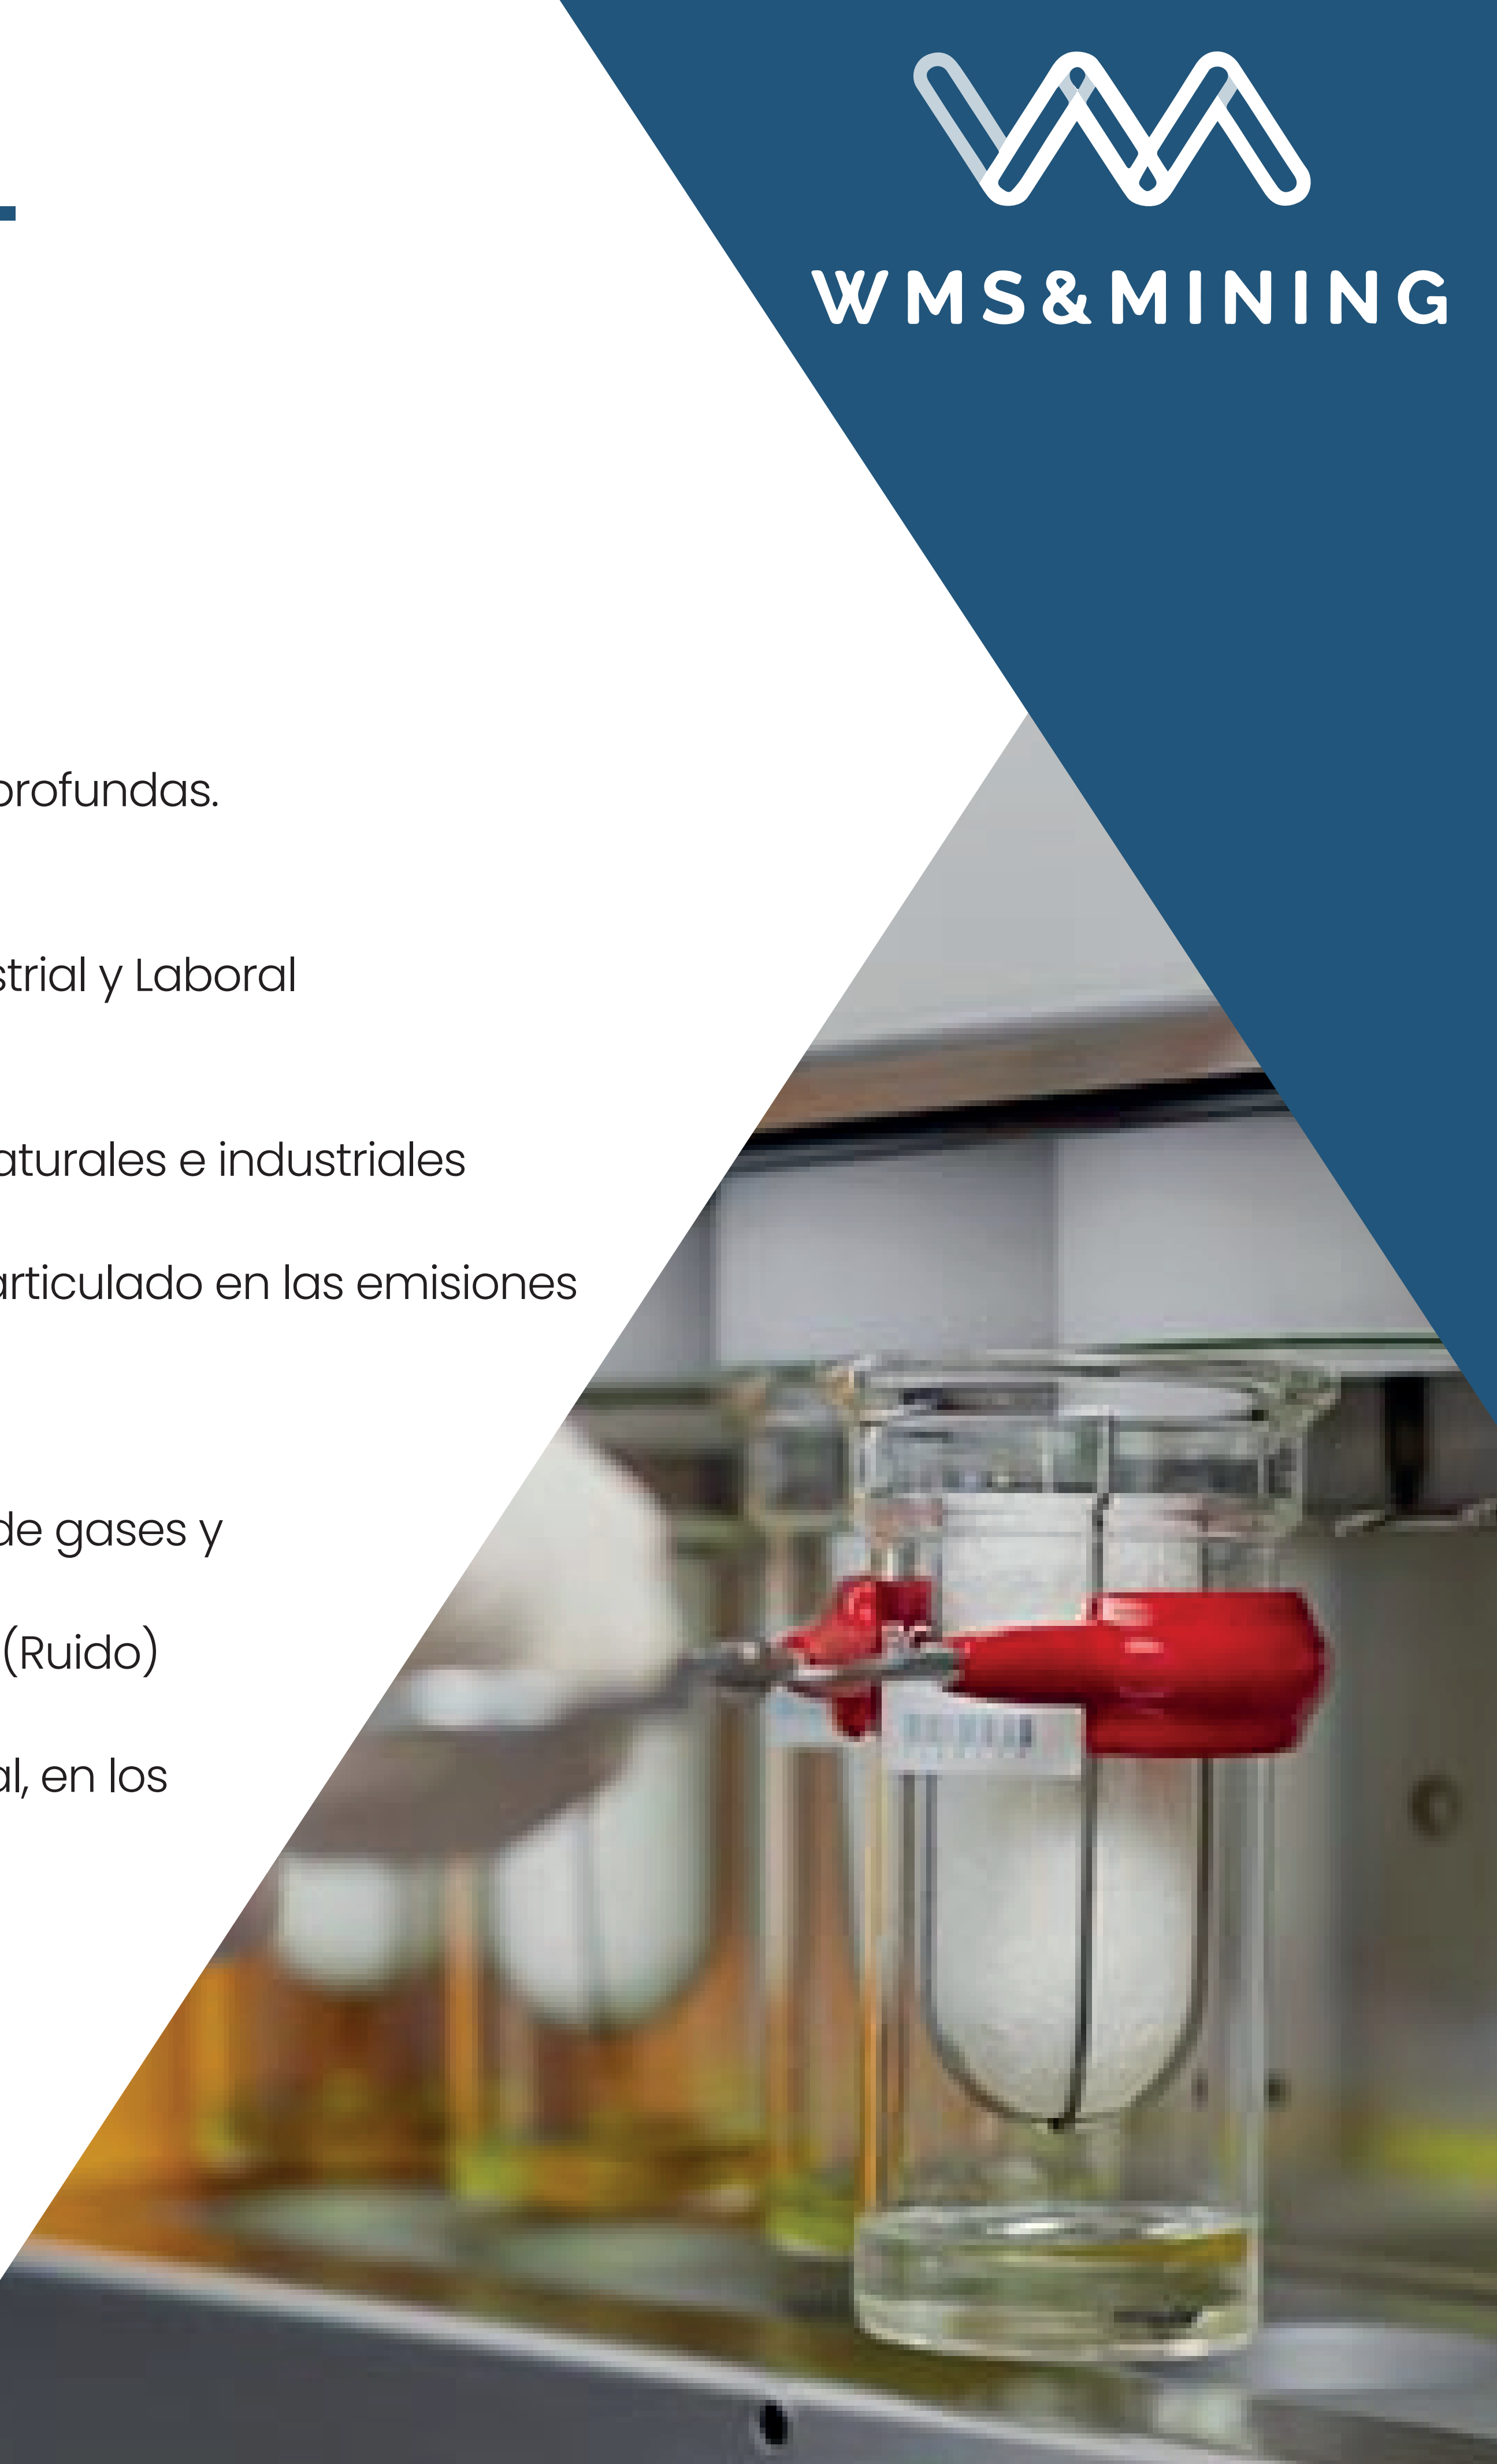 WMS&MINING
profundas.
strial y Laboral
aturales e industriales
articulado en las emisiones
de gases y
(Ruido)
al, en los